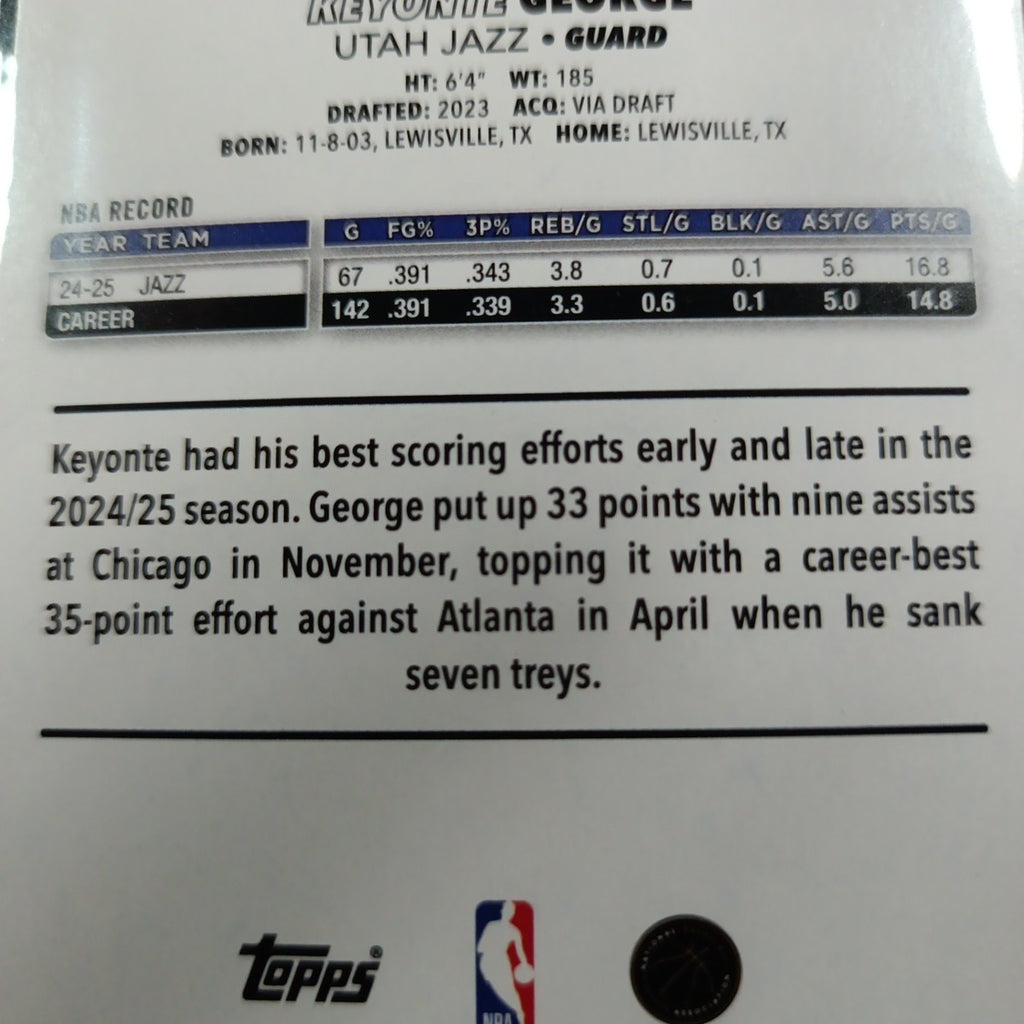 KEYONTE GEORGE
UTAH JAZZ • GUARD
HT: 6'4" WT: 185
DRAFTED: 2023 ACQ: VIA DRAFT
BORN: 11-8-03, LEWISVILLE, TX HOME: LEWISVILLE, TX
NBA RECORD
YEAR TEAM G FG% 3P% REB/G STL/G BLK/G AST/G PTS/G
24-25 JAZZ 67 .391 .343 3.8 0.7 0.1 5.6 16.8
CAREER 142 .391 .339 3.3 0.6 0.1 5.0 14.8
Keyonte had his best scoring efforts early and late in the
2024/25 season. George put up 33 points with nine assists
at Chicago in November, topping it with a career-best
35-point effort against Atlanta in April when he sank
seven treys.
topps®
NBA
NATIONAL
ASSOCIATION